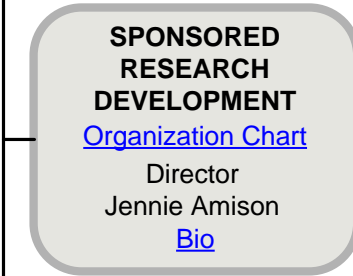 SPONSORED
RESEARCH
DEVELOPMENT
Organization Chart
Director
Jennie Amison
Bio